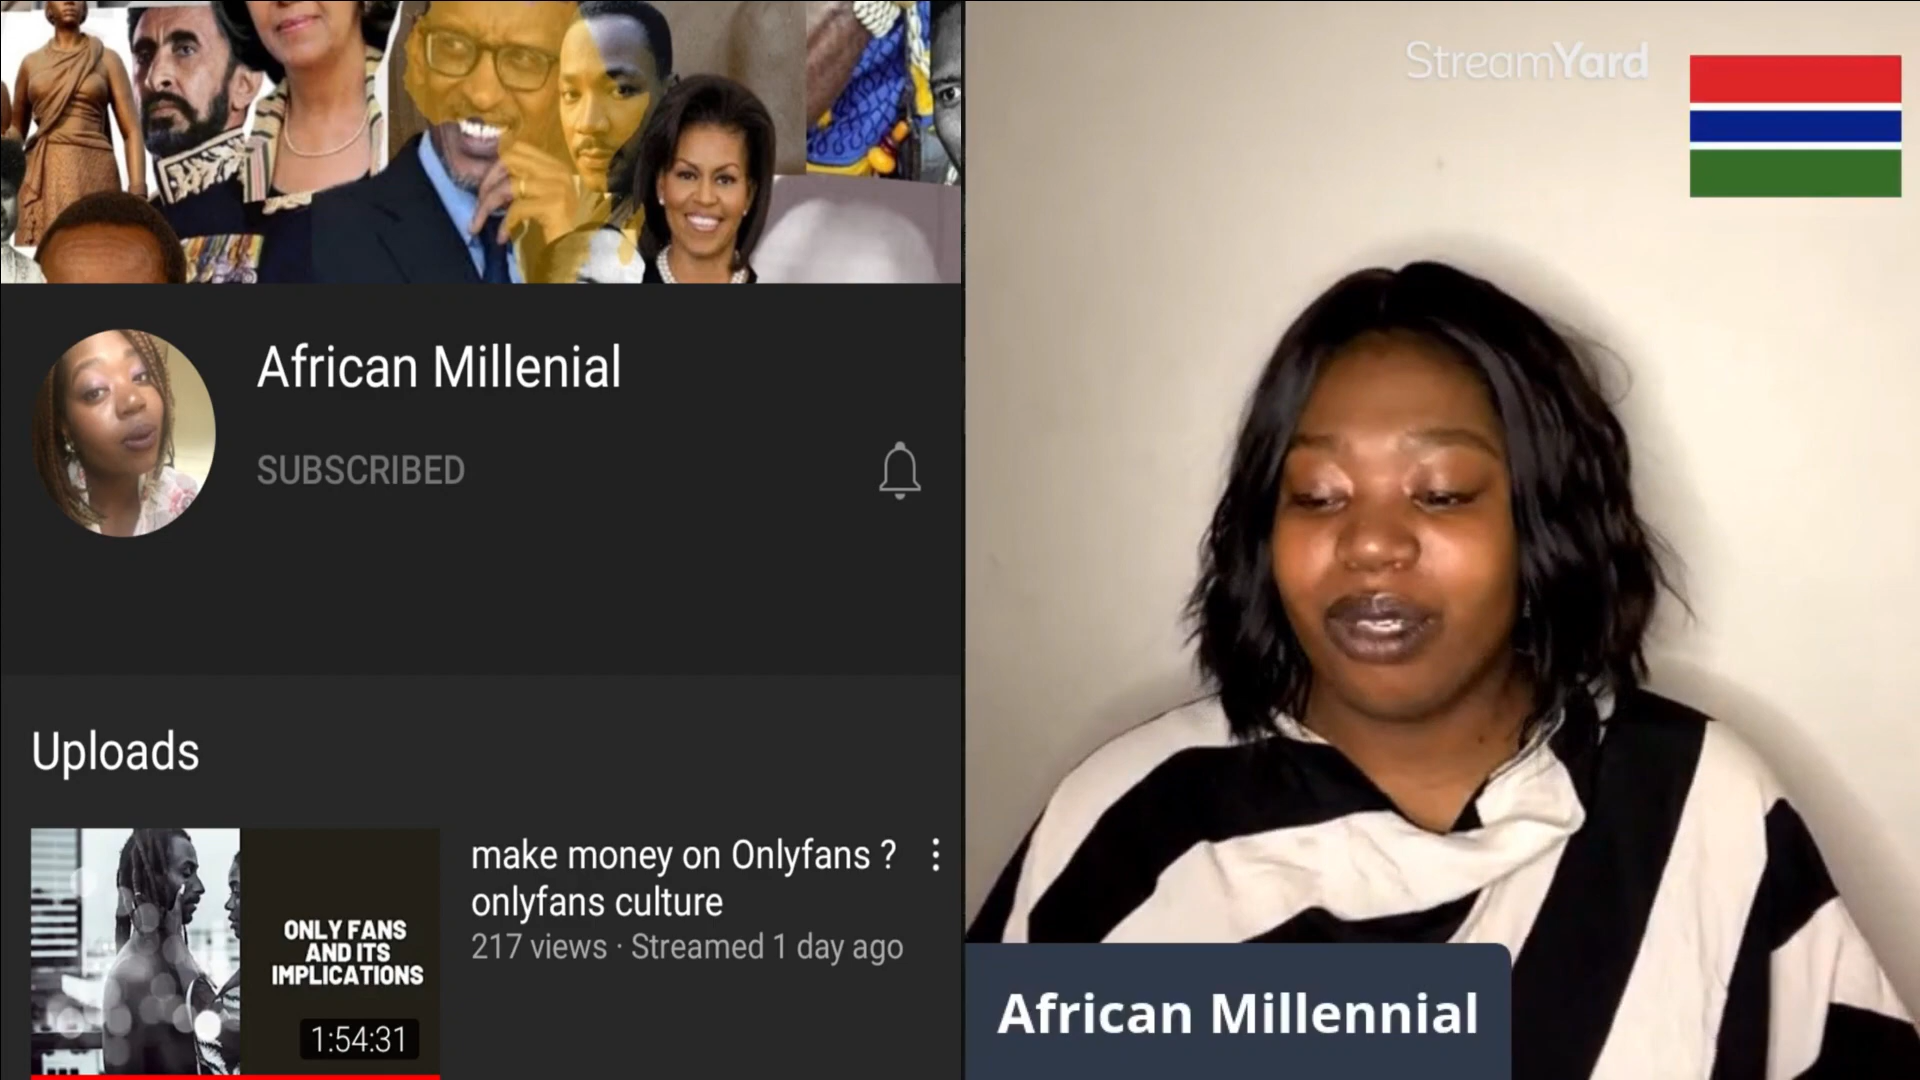 StreamYard
African Millenial
SUBSCRIBED
Uploads
make money on Onlyfans ?
onlyfans culture
217 views · Streamed 1 day ago
ONLY FANS
AND ITS
IMPLICATIONS
1:54:31
African Millennial